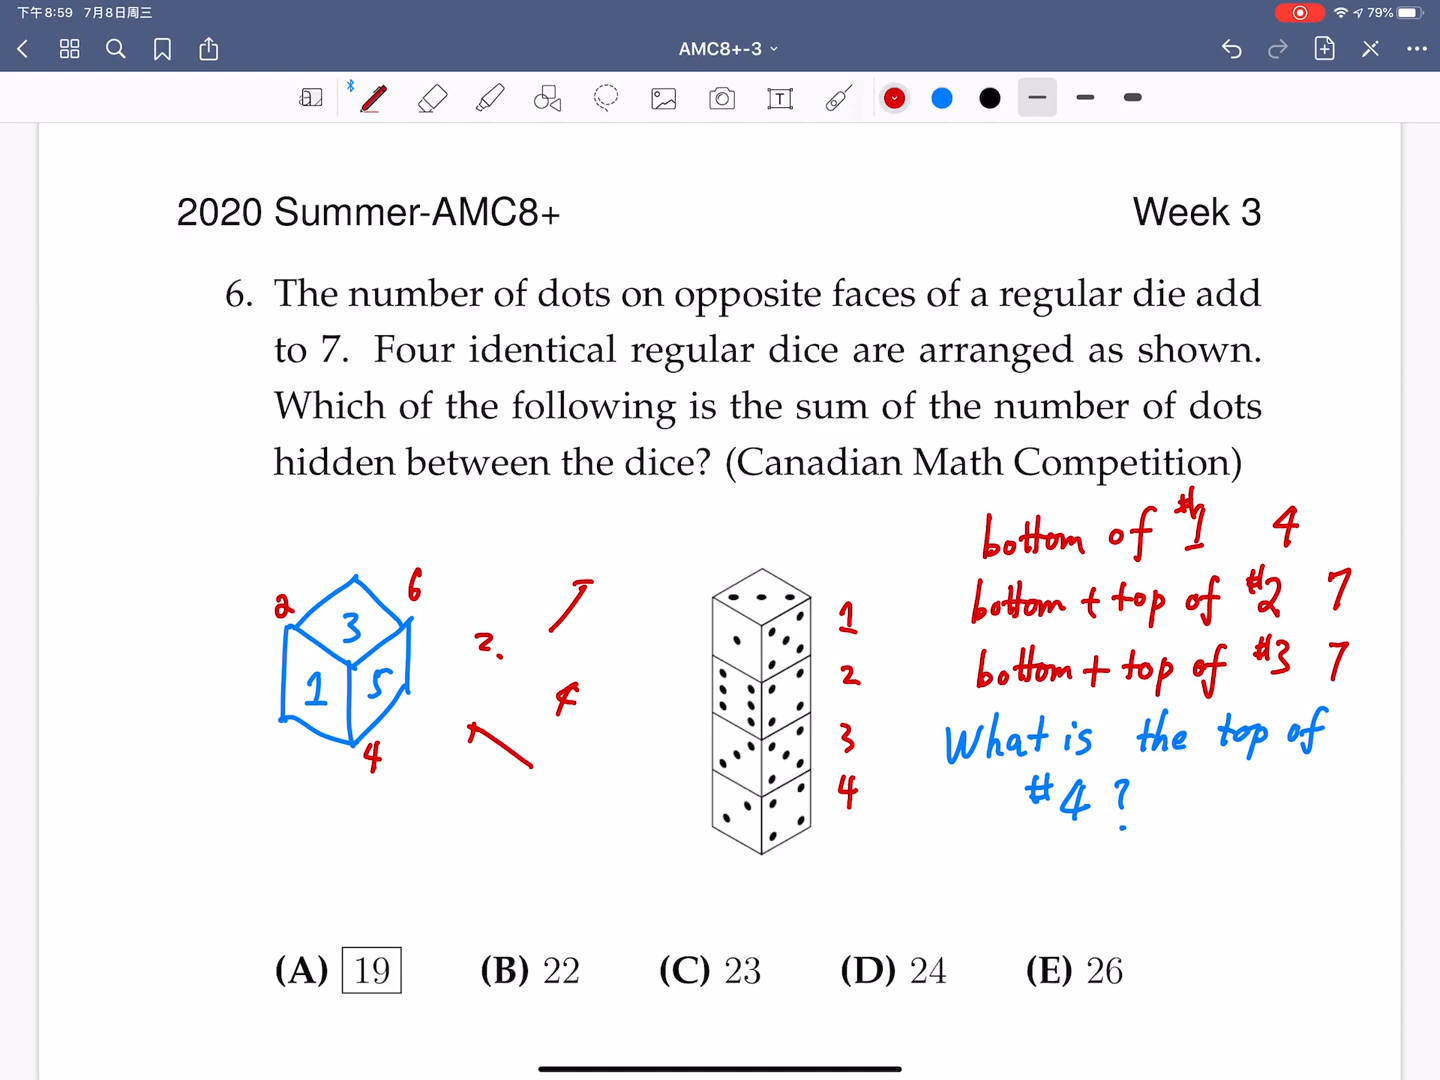 下午8:59 7月8日周三
79%
AMC8+-3
a
T
2020 Summer-AMC8+
Week 3
6. The number of dots on opposite faces of a regular die add
to 7. Four identical regular dice are arranged as shown.
Which of the following is the sum of the number of dots
hidden between the dice? (Canadian Math Competition)
bottom of #1 4
bottom + top of #2 7
bottom + top of #3 7
What is the top of
#4 ?
2
6
3
1
5
4
2.
4
1
2
3
4
(A) 19 (B) 22 (C) 23 (D) 24 (E) 26